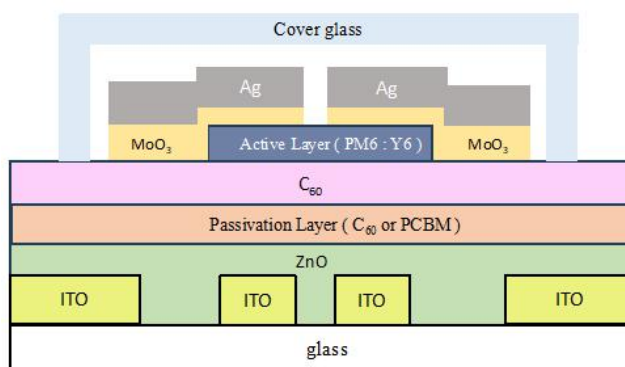 Cover glass
Ag Ag
MoO₃ Active Layer ( PM6 : Y6 ) MoO₃
C₆₀
Passivation Layer ( C₆₀ or PCBM )
ZnO
ITO ITO ITO ITO
glass